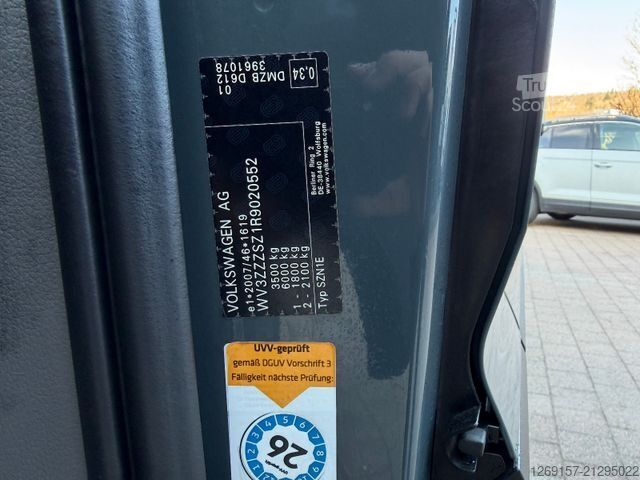 VOLKSWAGEN AG
e1*2007/46*1619
WV3ZZZSZ1R9020552
3500 kg
6000 kg
1 - 1800 kg
2 - 2100 kg
Typ SZN1E
Berliner Ring 2
DE-38440 Wolfsburg
www.volkswagen.com
01
DMZB D612
3961078
0.34
UVV-geprüft
gemäß DGUV Vorschrift 3
Fälligkeit nächste Prüfung:
26
Truck
Scout24
1269157-21295022